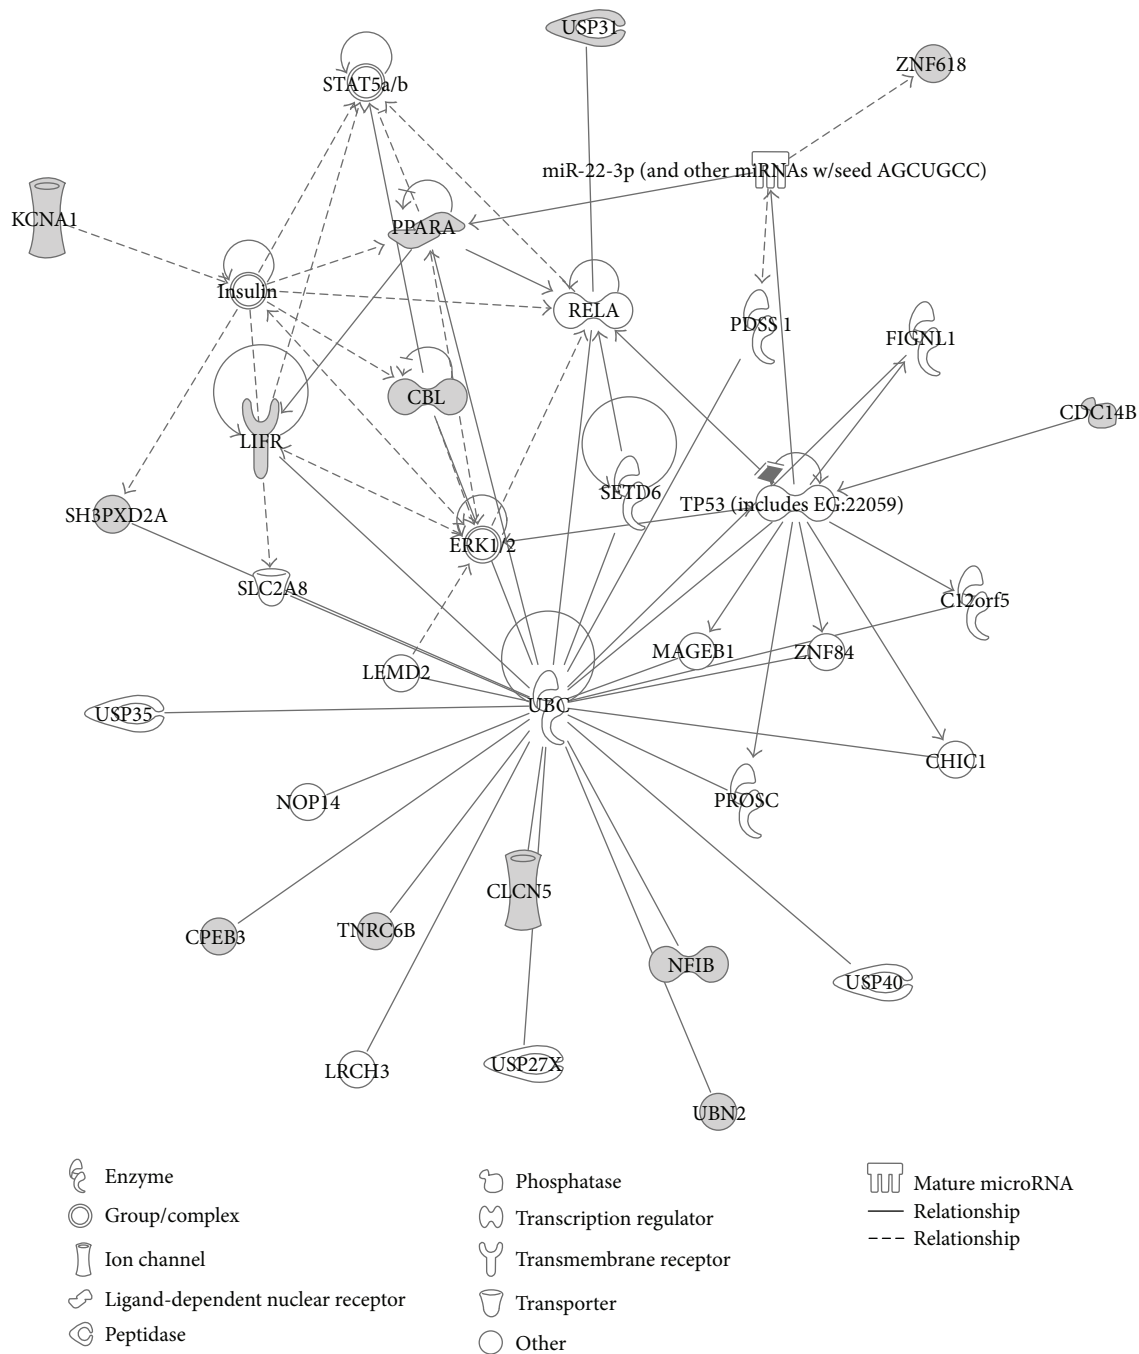 USP31
ZNF618
STAT5a/b
miR-22-3p (and other miRNAs w/seed AGCUGCC)
KCNA1
PPARA
Insulin
RELA
PDSS 1
FIGNL1
CBL
CDC14B
LIFR
SETD6
TP53 (includes EG:22059)
SH3PXD2A
ERK1/2
SLC2A8
C12orf5
MAGEB1
ZNF84
LEMD2
UBC
USP35
CHIC1
NOP14
PROSC
CLCN5
TNRC6B
CPEB3
NFIB
USP40
USP27X
LRCH3
UBN2
Enzyme
Group/complex
Ion channel
Ligand-dependent nuclear receptor
Peptidase
Phosphatase
Transcription regulator
Transmembrane receptor
Transporter
Other
Mature microRNA
Relationship
Relationship